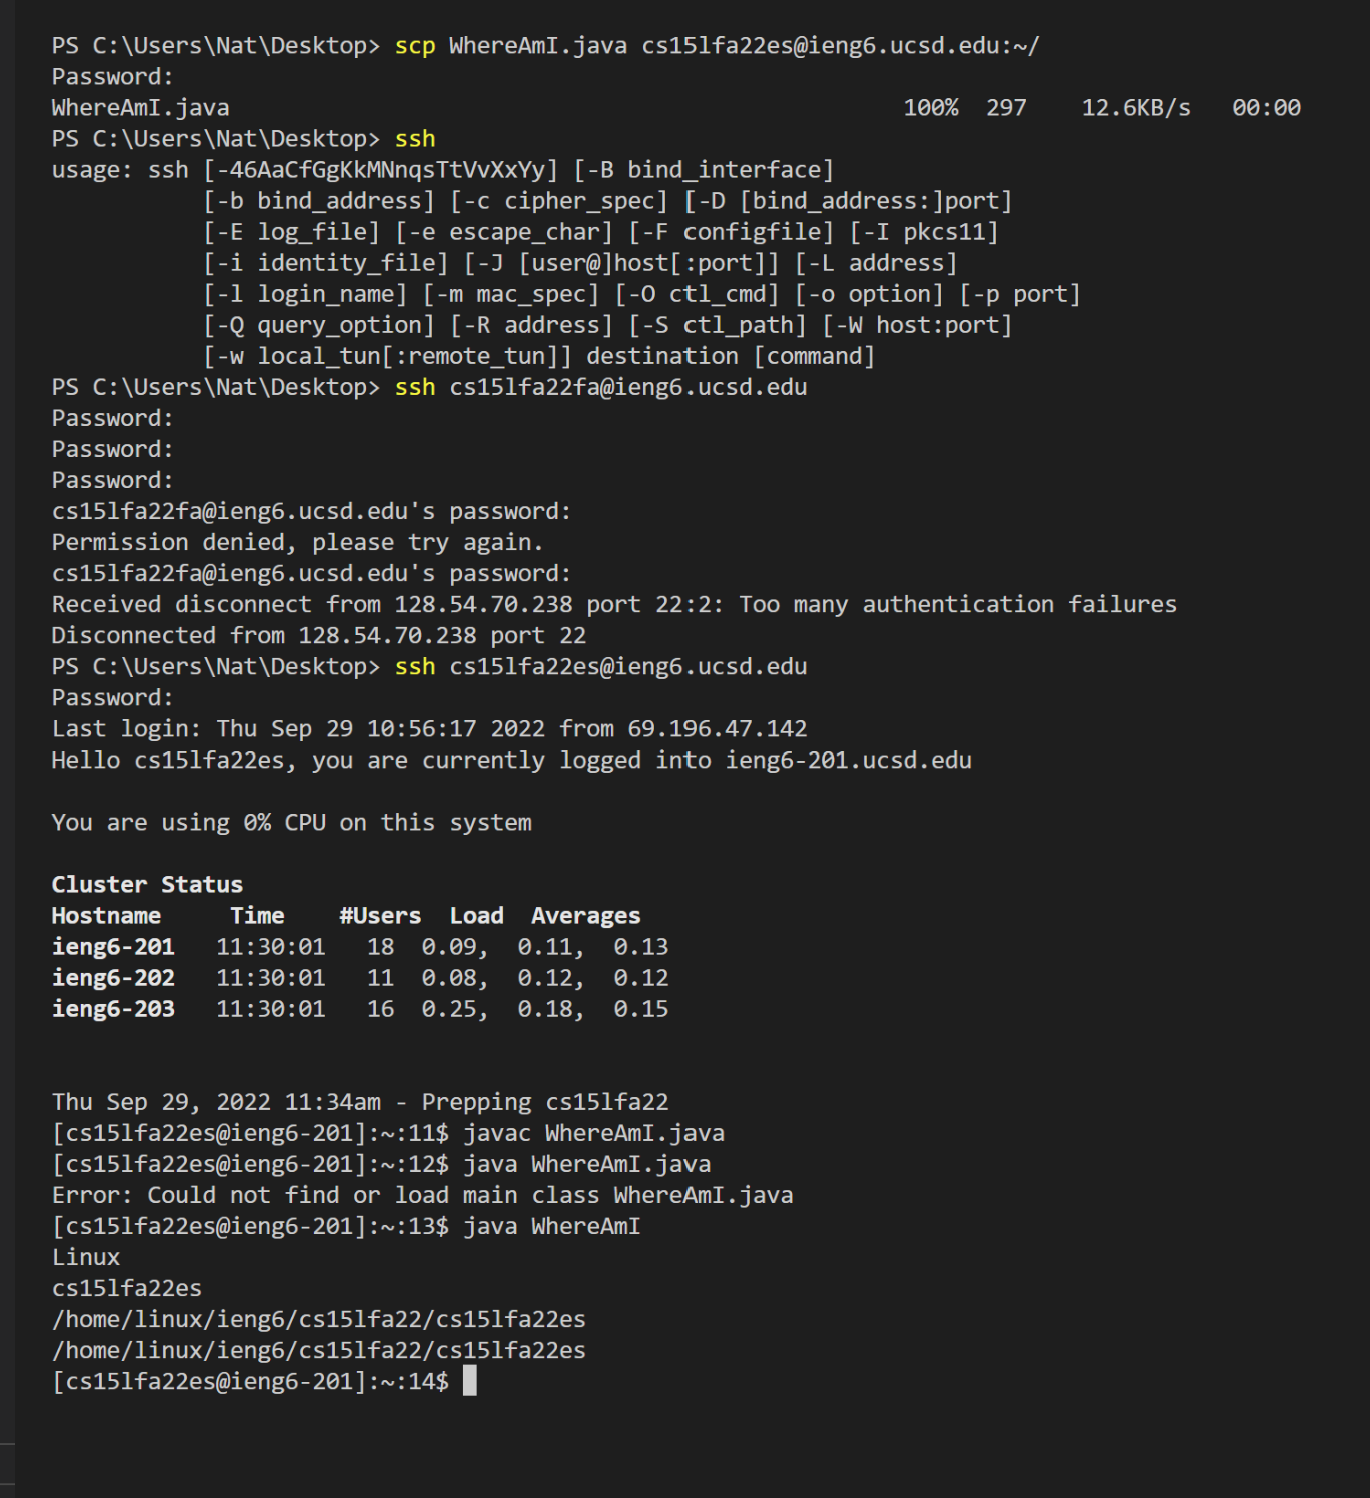 PS C:\Users\Nat\Desktop> scp WhereAmI.java cs15lfa22es@ieng6.ucsd.edu:~/
Password:
WhereAmI.java                                                 100%  297    12.6KB/s   00:00
PS C:\Users\Nat\Desktop> ssh
usage: ssh [-46AaCfGgKkMNnqsTtVvXxYy] [-B bind_interface]
           [-b bind_address] [-c cipher_spec] [-D [bind_address:]port]
           [-E log_file] [-e escape_char] [-F configfile] [-I pkcs11]
           [-i identity_file] [-J [user@]host[:port]] [-L address]
           [-l login_name] [-m mac_spec] [-O ctl_cmd] [-o option] [-p port]
           [-Q query_option] [-R address] [-S ctl_path] [-W host:port]
           [-w local_tun[:remote_tun]] destination [command]
PS C:\Users\Nat\Desktop> ssh cs15lfa22fa@ieng6.ucsd.edu
Password:
Password:
Password:
cs15lfa22fa@ieng6.ucsd.edu's password:
Permission denied, please try again.
cs15lfa22fa@ieng6.ucsd.edu's password:
Received disconnect from 128.54.70.238 port 22:2: Too many authentication failures
Disconnected from 128.54.70.238 port 22
PS C:\Users\Nat\Desktop> ssh cs15lfa22es@ieng6.ucsd.edu
Password:
Last login: Thu Sep 29 10:56:17 2022 from 69.196.47.142
Hello cs15lfa22es, you are currently logged into ieng6-201.ucsd.edu
You are using 0% CPU on this system
Cluster Status
Hostname     Time    #Users  Load  Averages
ieng6-201   11:30:01   18  0.09,  0.11,  0.13
ieng6-202   11:30:01   11  0.08,  0.12,  0.12
ieng6-203   11:30:01   16  0.25,  0.18,  0.15
Thu Sep 29, 2022 11:34am - Prepping cs15lfa22
[cs15lfa22es@ieng6-201]:~:11$ javac WhereAmI.java
[cs15lfa22es@ieng6-201]:~:12$ java WhereAmI.java
Error: Could not find or load main class WhereAmI.java
[cs15lfa22es@ieng6-201]:~:13$ java WhereAmI
Linux
cs15lfa22es
/home/linux/ieng6/cs15lfa22/cs15lfa22es
/home/linux/ieng6/cs15lfa22/cs15lfa22es
[cs15lfa22es@ieng6-201]:~:14$